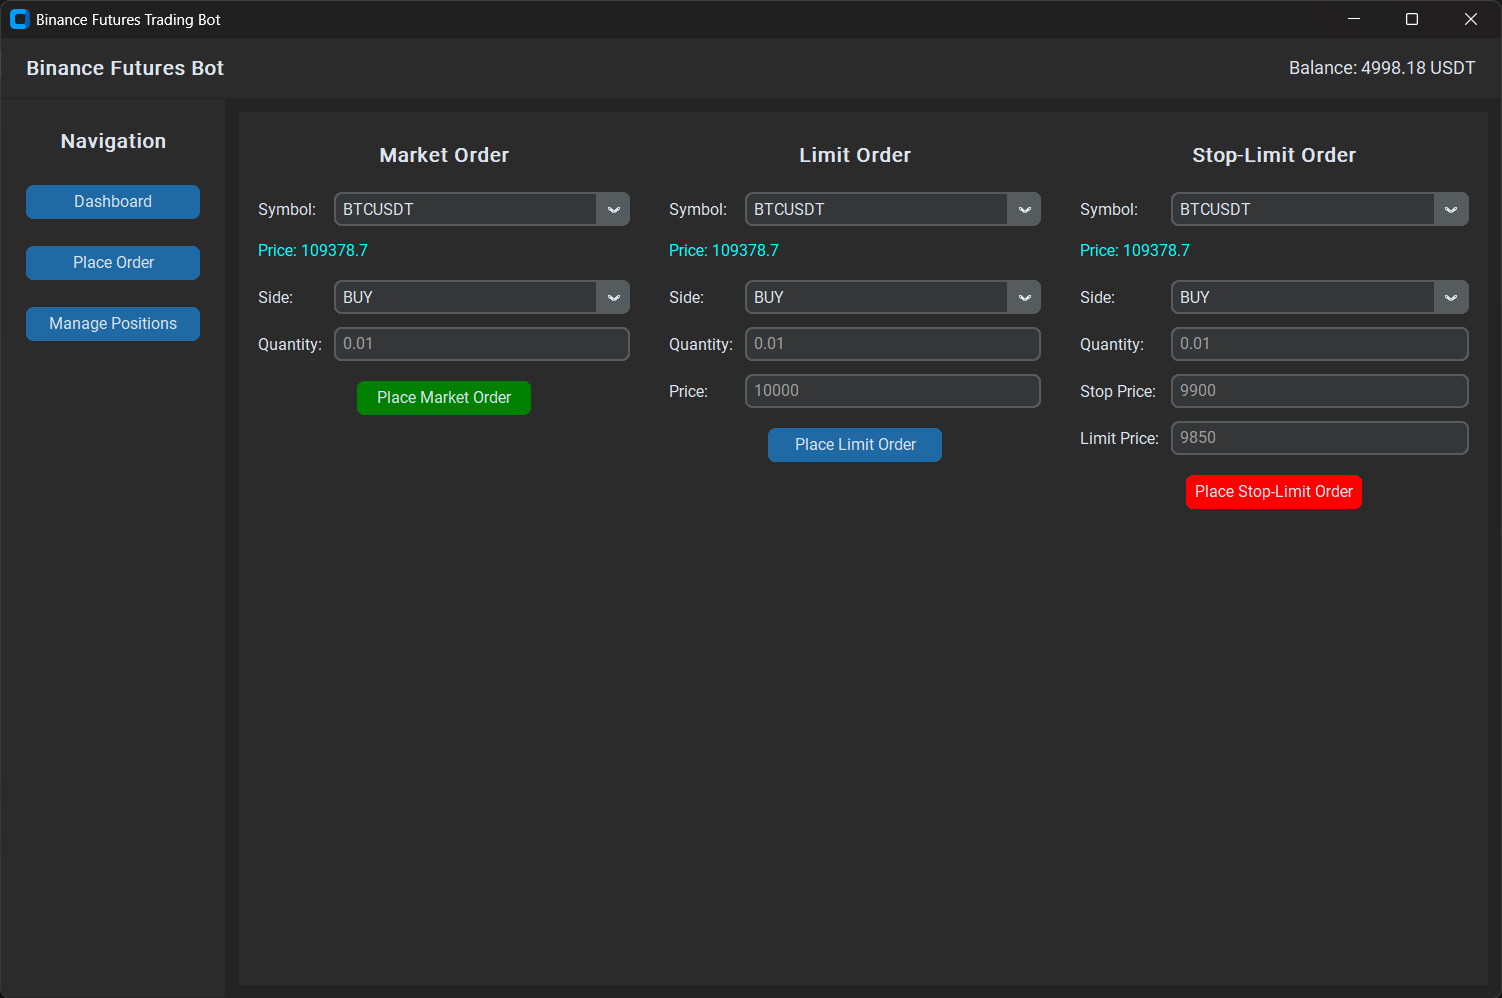 Binance Futures Trading Bot
Binance Futures Bot
Balance: 4998.18 USDT
Navigation
Dashboard
Place Order
Manage Positions
Market Order
Symbol: BTCUSDT
Price: 109378.7
Side: BUY
Quantity: 0.01
Place Market Order
Limit Order
Symbol: BTCUSDT
Price: 109378.7
Side: BUY
Quantity: 0.01
Price: 10000
Place Limit Order
Stop-Limit Order
Symbol: BTCUSDT
Price: 109378.7
Side: BUY
Quantity: 0.01
Stop Price: 9900
Limit Price: 9850
Place Stop-Limit Order